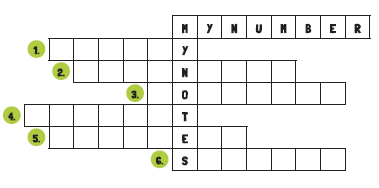 MYNUMBER
1. Y
2. N
3. O
4. T
5. E
6. S